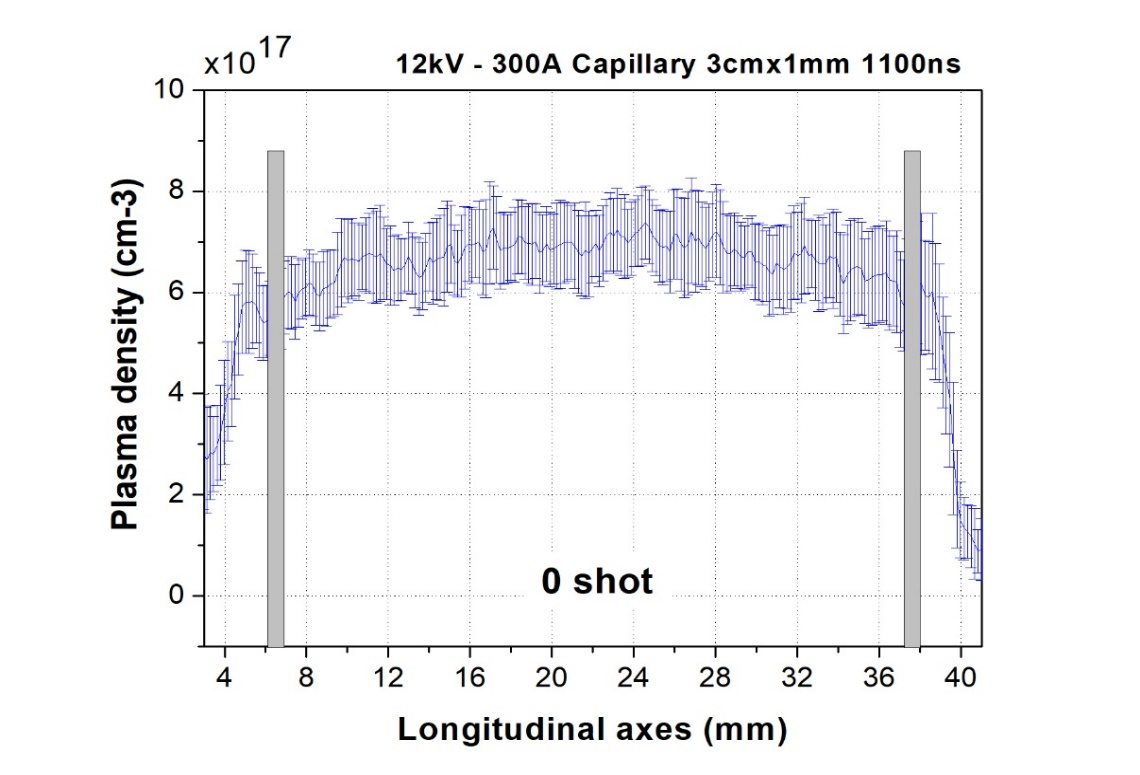 x10^17
12kV - 300A Capillary 3cmx1mm 1100ns
Plasma density (cm-3)
10
8
6
4
2
0
0 shot
4 8 12 16 20 24 28 32 36 40
Longitudinal axes (mm)